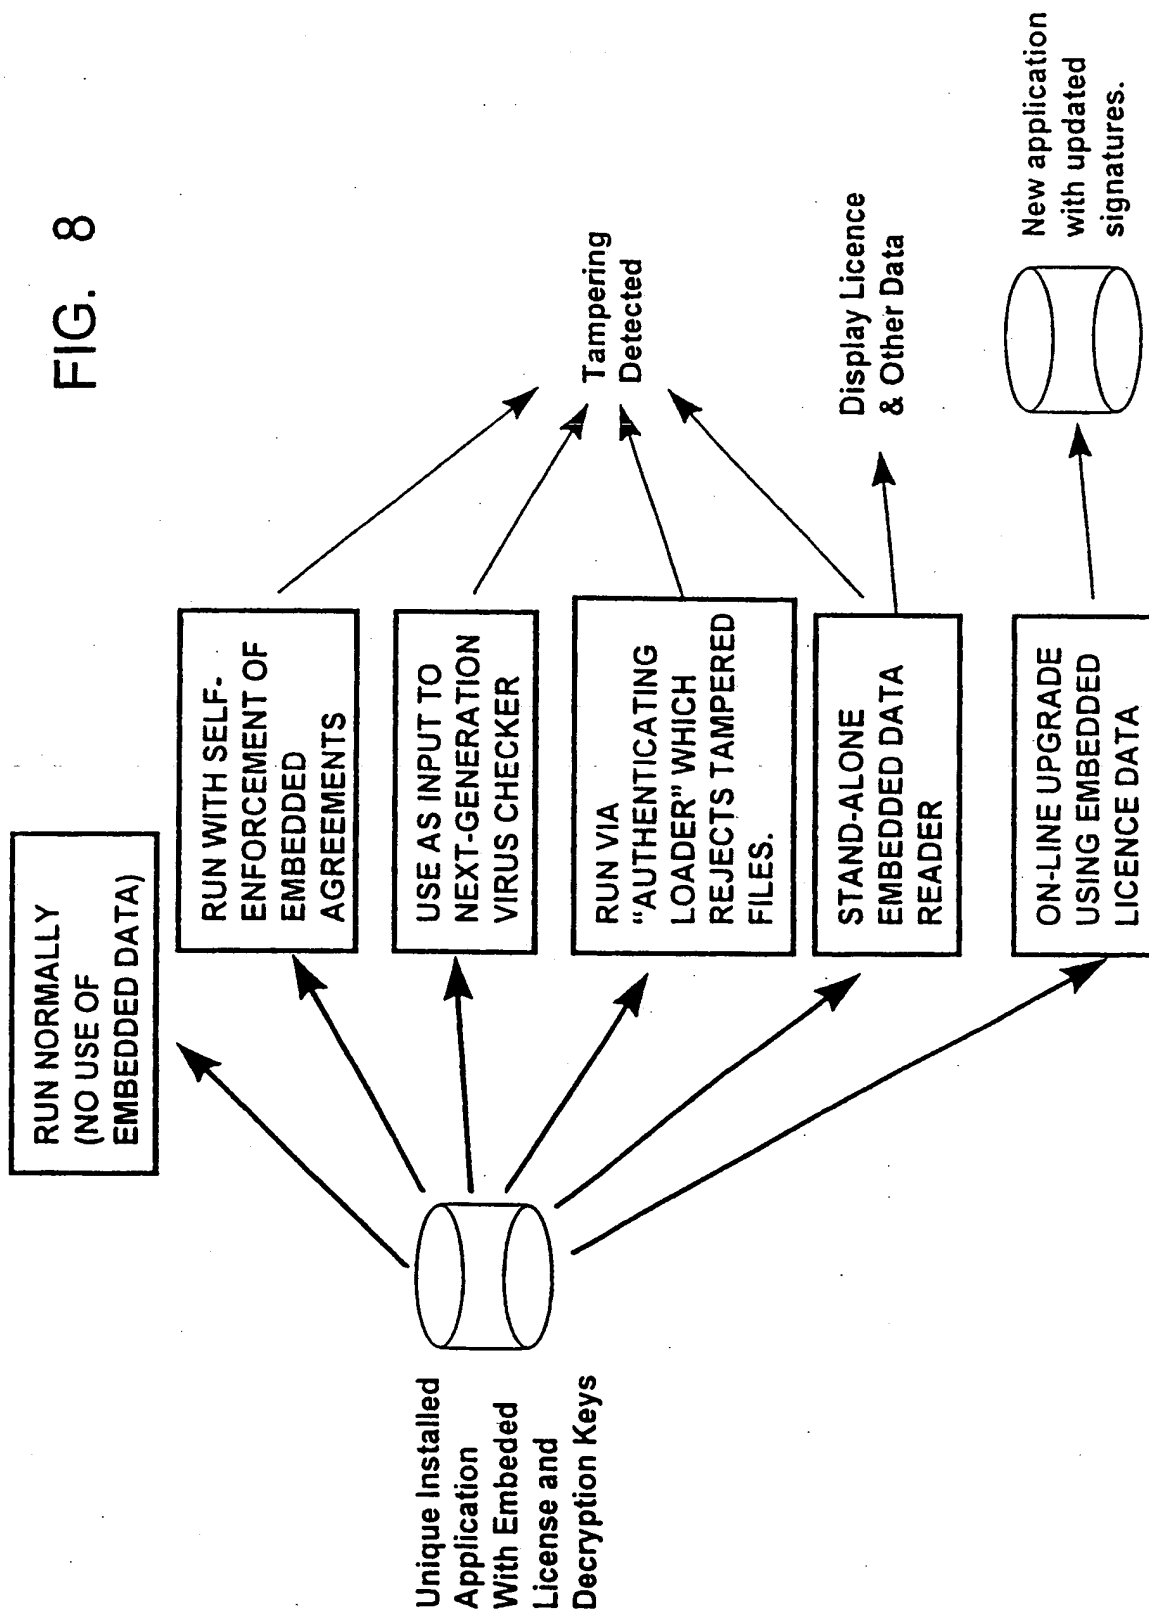 FIG. 8
Unique Installed
Application
With Embeded
License and
Decryption Keys
RUN NORMALLY
(NO USE OF
EMBEDDED DATA)
RUN WITH SELF-
ENFORCEMENT OF
EMBEDDED
AGREEMENTS
USE AS INPUT TO
NEXT-GENERATION
VIRUS CHECKER
RUN VIA
“AUTHENTICATING
LOADER” WHICH
REJECTS TAMPERED
FILES.
STAND-ALONE
EMBEDDED DATA
READER
ON-LINE UPGRADE
USING EMBEDDED
LICENCE DATA
Tampering
Detected
Display Licence
& Other Data
New application
with updated
signatures.